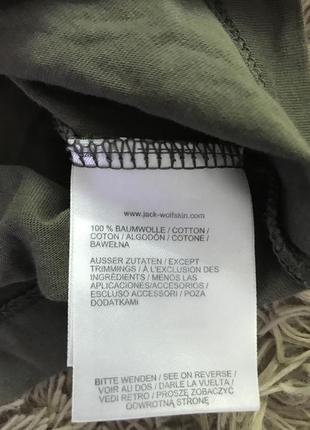 www.jack-wolfskin.com
100 % BAUMWOLLE / COTTON /
COTON / ALGODÓN / COTONE /
BAWEŁNA
AUSSER ZUTATEN / EXCEPT
TRIMMINGS / À L'EXCLUSION DES
INGRÉDIENTS / MENOS LAS
APLICACIONES/ACCESORIOS /
ESCLUSO ACCESSORI / POZA
DODATKAMI
BITTE WENDEN / SEE ON REVERSE /
VOIR AU DOS / DARLE LA VUELTA /
VEDI RETRO / PROSZĘ ZOBACZYĆ
ODWROTNĄ STRONĘ